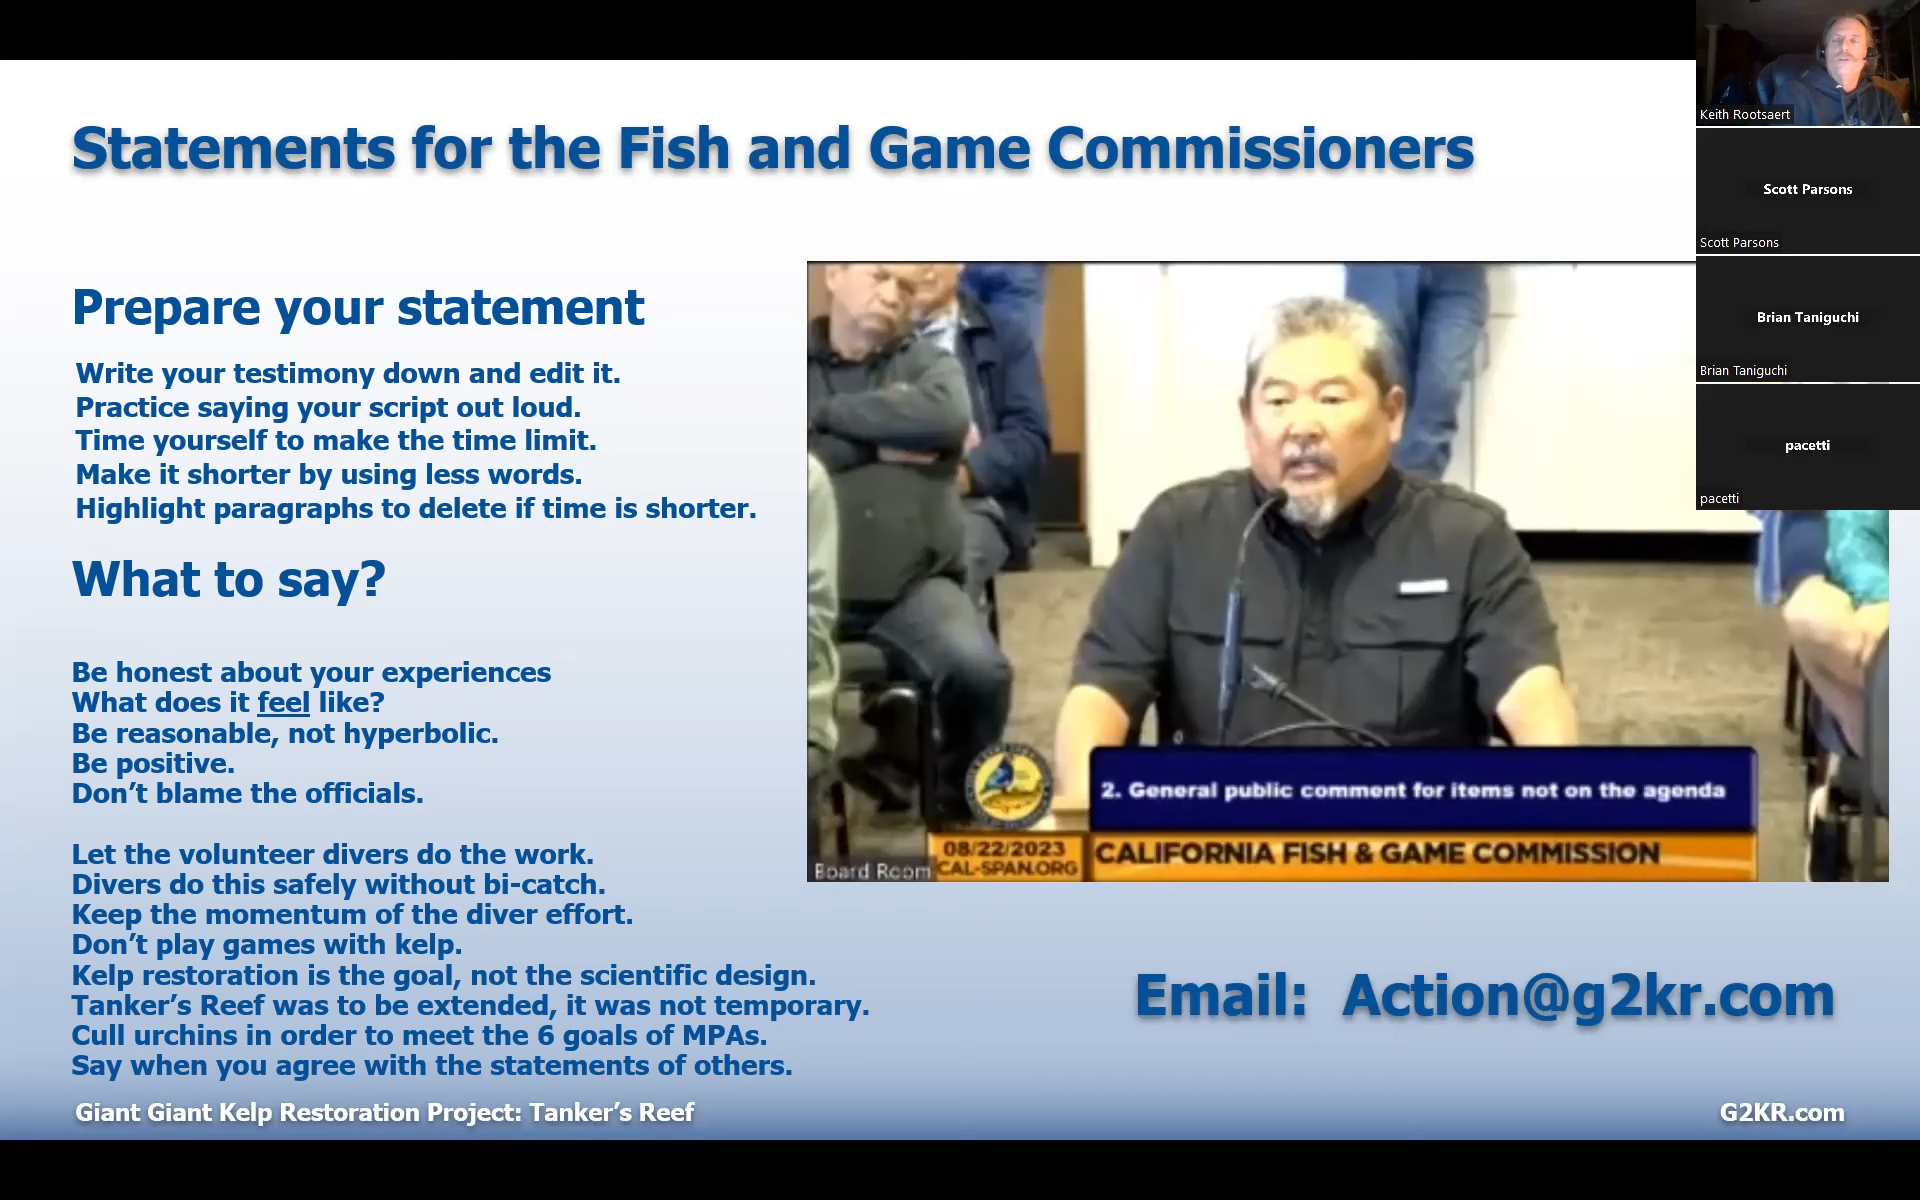 Statements for the Fish and Game Commissioners
Prepare your statement
Write your testimony down and edit it.
Practice saying your script out loud.
Time yourself to make the time limit.
Make it shorter by using less words.
Highlight paragraphs to delete if time is shorter.
What to say?
Be honest about your experiences
What does it feel like?
Be reasonable, not hyperbolic.
Be positive.
Don’t blame the officials.
Let the volunteer divers do the work.
Divers do this safely without bi-catch.
Keep the momentum of the diver effort.
Don’t play games with kelp.
Kelp restoration is the goal, not the scientific design.
Tanker’s Reef was to be extended, it was not temporary.
Cull urchins in order to meet the 6 goals of MPAs.
Say when you agree with the statements of others.
Giant Giant Kelp Restoration Project: Tanker’s Reef
2. General public comment for items not on the agenda
08/22/2023
CAL-SPAN.ORG
CALIFORNIA FISH & GAME COMMISSION
Board Room
Email: Action@g2kr.com
G2KR.com
Keith Rootsaert
Scott Parsons
Scott Parsons
Brian Taniguchi
Brian Taniguchi
pacetti
pacetti